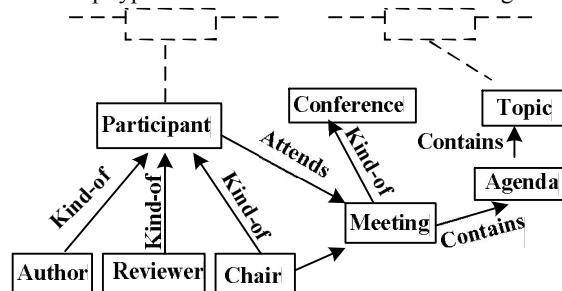 Conference
Topic
Participant
Attends
Contains
Kind-of
Kind-of
Kind-of
Kind-of
Agenda
Meeting
Contains
Author
Reviewer
Chair